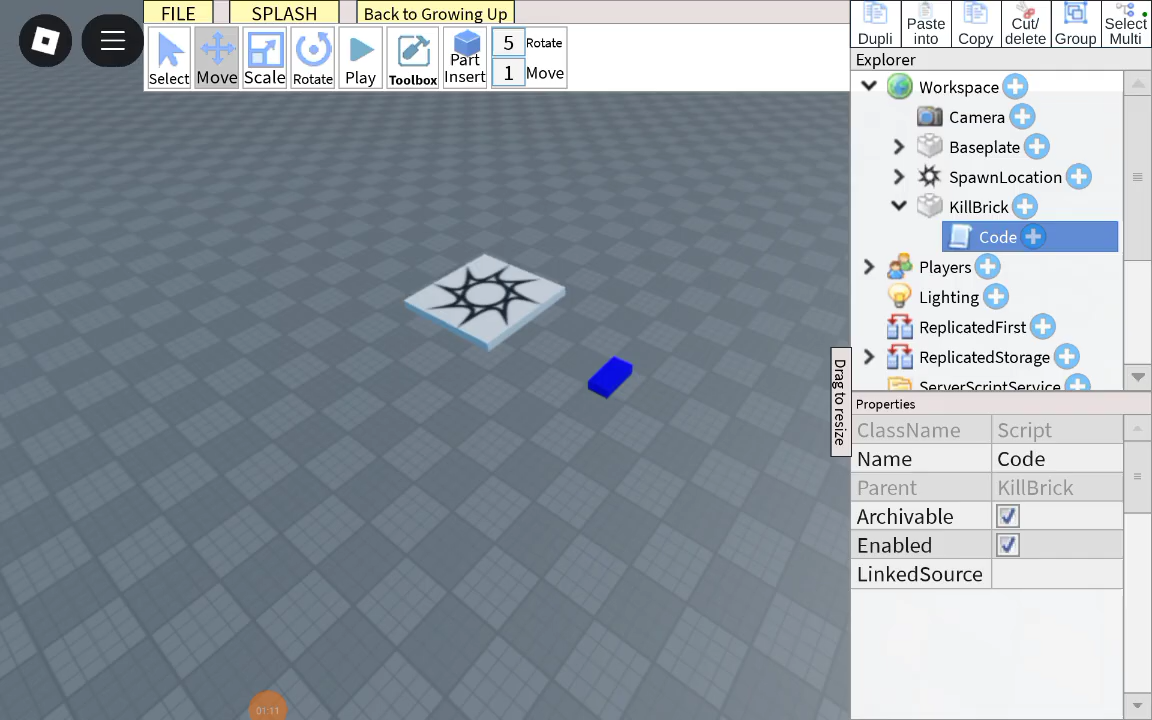 FILE
SPLASH
Back to Growing Up
Select
Move
Scale
Rotate
Play
Toolbox
Part
Insert
5
Rotate
1
Move
Dupli
Paste
into
Copy
Cut/
delete
Group
Select
Multi
Explorer
Workspace
Camera
Baseplate
SpawnLocation
KillBrick
Code
Players
Lighting
ReplicatedFirst
ReplicatedStorage
ServerScriptService
Drag to resize
Properties
ClassName Script
Name Code
Parent KillBrick
Archivable
Enabled
LinkedSource
01:11